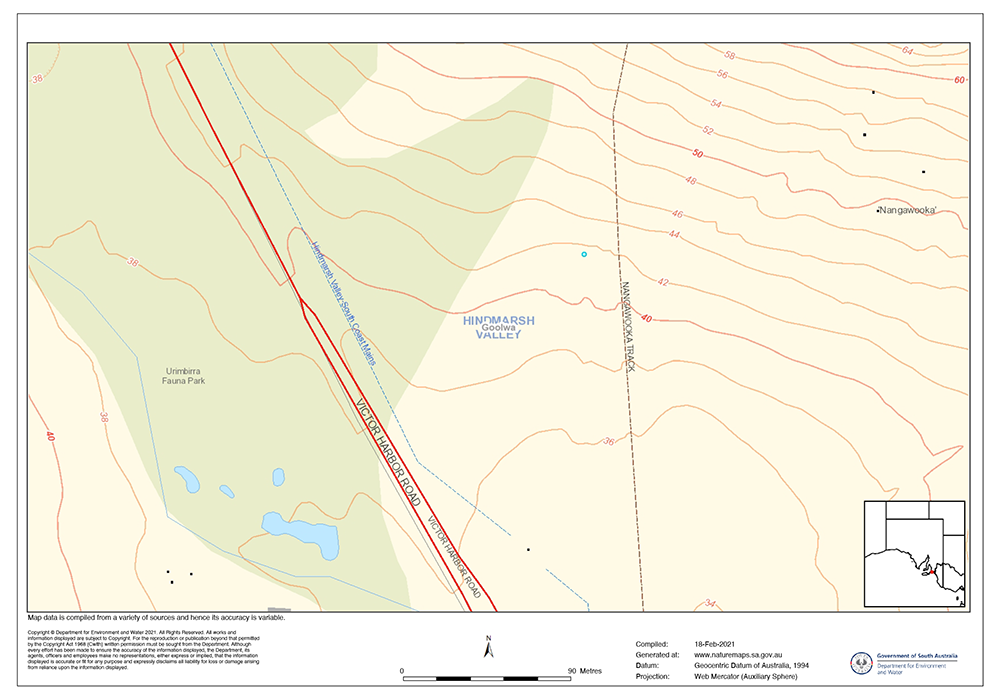 64
58
60
38
56
54
52
50
48
'Nangawooka'
46
44
38
Hindmarsh Valley-South Coast Mains
42
NANGAWOOKA TRACK
HINDMARSH
Goolwa
VALLEY
40
Urimbirra
Fauna Park
38
VICTOR HARBOR ROAD
40
36
VICTOR HARBOR ROAD
34
Map data is compiled from a variety of sources and hence its accuracy is variable.
Copyright © Department for Environment and Water 2021. All Rights Reserved. All works and
information displayed are subject to Copyright. For the reproduction or publication beyond that permitted
by the Copyright Act 1968 (Cwlth) written permission must be sought from the Department. Although
every effort has been made to ensure the accuracy of the information displayed, the Department, its
agents, officers and employees make no representations, either express or implied, that the information
displayed is accurate or fit for any purpose and expressly disclaims all liability for loss or damage arising
from reliance upon the information displayed.
N
0 90 Metres
Compiled: 18-Feb-2021
Generated at: www.naturemaps.sa.gov.au
Datum: Geocentric Datum of Australia, 1994
Projection: Web Mercator (Auxiliary Sphere)
Government of South Australia
Department for Environment
and Water